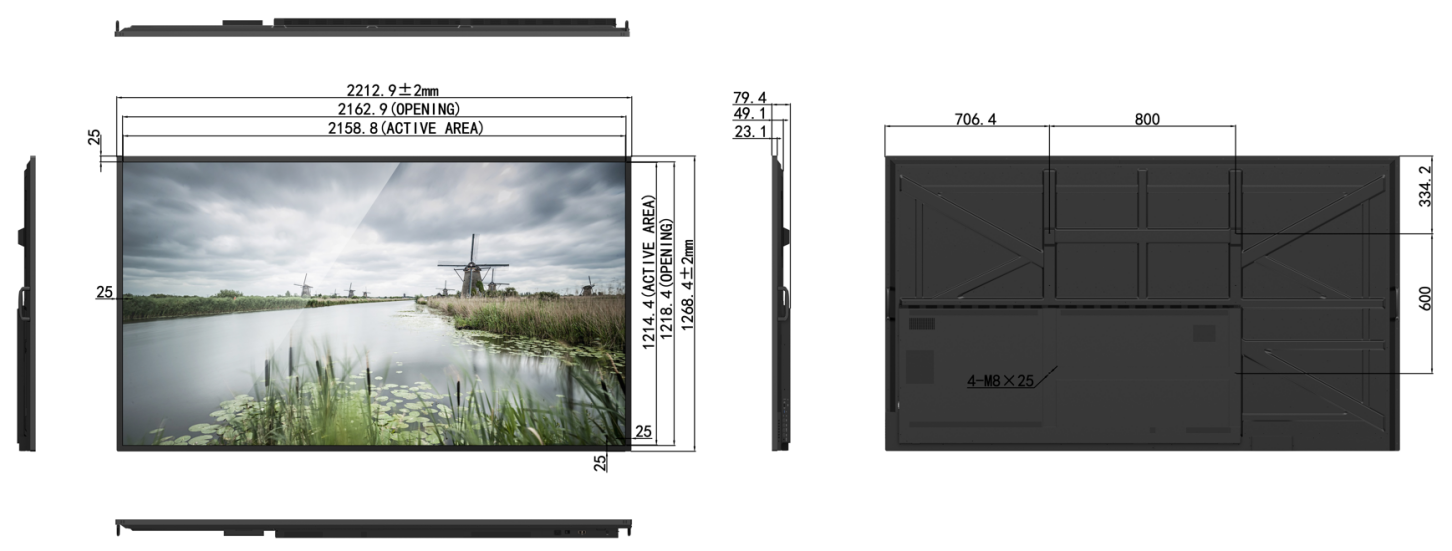 2212.9±2mm
2162.9(OPENING)
2158.8(ACTIVE AREA)
25
25
1214.4(ACTIVE AREA)
1218.4(OPENING)
1268.4±2mm
25
25
79.4
49.1
23.1
706.4
800
334.2
600
4-M8×25